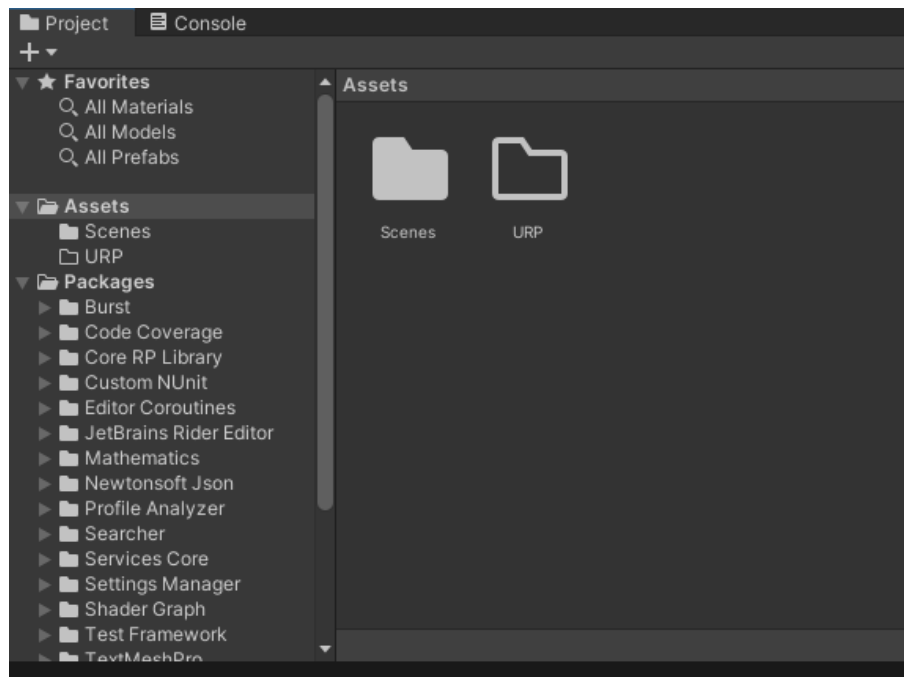 Project Console
Favorites
All Materials
All Models
All Prefabs
Assets
Scenes
URP
Packages
Burst
Code Coverage
Core RP Library
Custom NUnit
Editor Coroutines
JetBrains Rider Editor
Mathematics
Newtonsoft Json
Profile Analyzer
Searcher
Services Core
Settings Manager
Shader Graph
Test Framework
TextMeshPro
Assets
Scenes URP